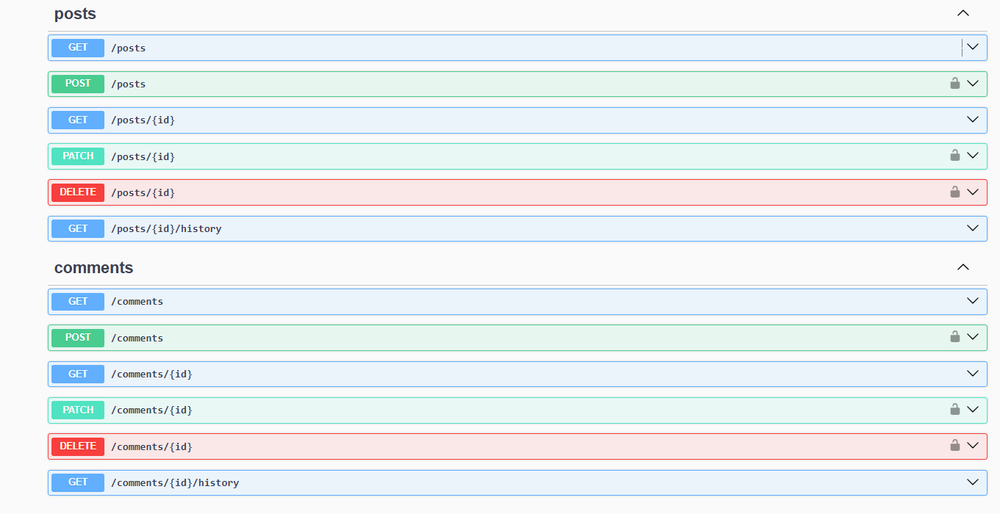 posts
GET /posts
POST /posts
GET /posts/{id}
PATCH /posts/{id}
DELETE /posts/{id}
GET /posts/{id}/history
comments
GET /comments
POST /comments
GET /comments/{id}
PATCH /comments/{id}
DELETE /comments/{id}
GET /comments/{id}/history